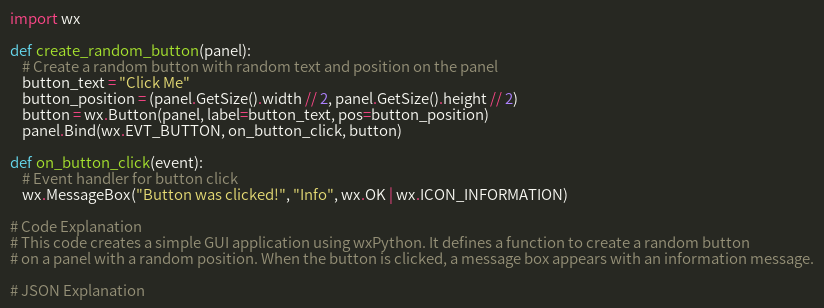 import wx

def create_random_button(panel):
    # Create a random button with random text and position on the panel
    button_text = "Click Me"
    button_position = (panel.GetSize().width // 2, panel.GetSize().height // 2)
    button = wx.Button(panel, label=button_text, pos=button_position)
    panel.Bind(wx.EVT_BUTTON, on_button_click, button)

def on_button_click(event):
    # Event handler for button click
    wx.MessageBox("Button was clicked!", "Info", wx.OK | wx.ICON_INFORMATION)

# Code Explanation
# This code creates a simple GUI application using wxPython. It defines a function to create a random button
# on a panel with a random position. When the button is clicked, a message box appears with an information message.

# JSON Explanation